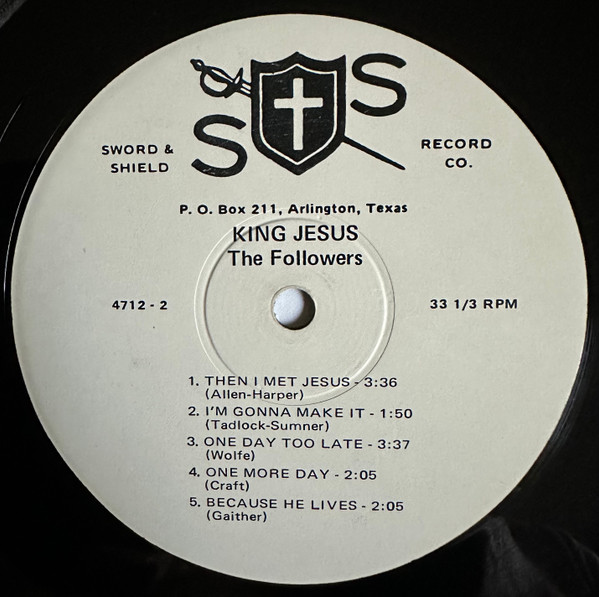 S S
SWORD &
SHIELD
RECORD
CO.
P. O. Box 211, Arlington, Texas
KING JESUS
The Followers
4712 - 2
33 1/3 RPM
1. THEN I MET JESUS - 3:36
(Allen-Harper)
2. I'M GONNA MAKE IT - 1:50
(Tadlock-Sumner)
3. ONE DAY TOO LATE - 3:37
(Wolfe)
4. ONE MORE DAY - 2:05
(Craft)
5. BECAUSE HE LIVES - 2:05
(Gaither)